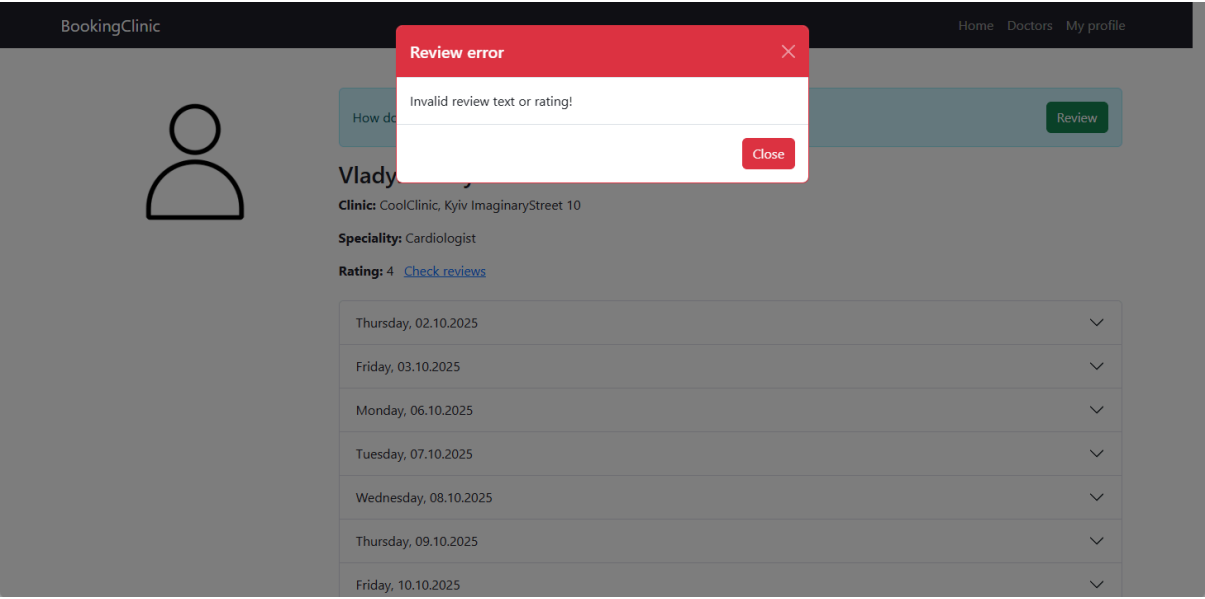 BookingClinic
Home Doctors My profile
Review error
Invalid review text or rating!
Close
How
Review
Clinic: CoolClinic, Kyiv ImaginaryStreet 10
Speciality: Cardiologist
Rating: 4 Check reviews
Thursday, 02.10.2025
Friday, 03.10.2025
Monday, 06.10.2025
Tuesday, 07.10.2025
Wednesday, 08.10.2025
Thursday, 09.10.2025
Friday, 10.10.2025